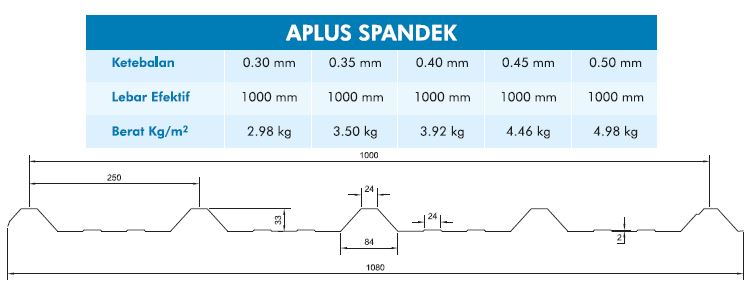 APLUS SPANDEK
Ketebalan 0.30 mm 0.35 mm 0.40 mm 0.45 mm 0.50 mm
Lebar Efektif 1000 mm 1000 mm 1000 mm 1000 mm 1000 mm
Berat Kg/m² 2.98 kg 3.50 kg 3.92 kg 4.46 kg 4.98 kg
1000
250
24
33
24
84
2
1080